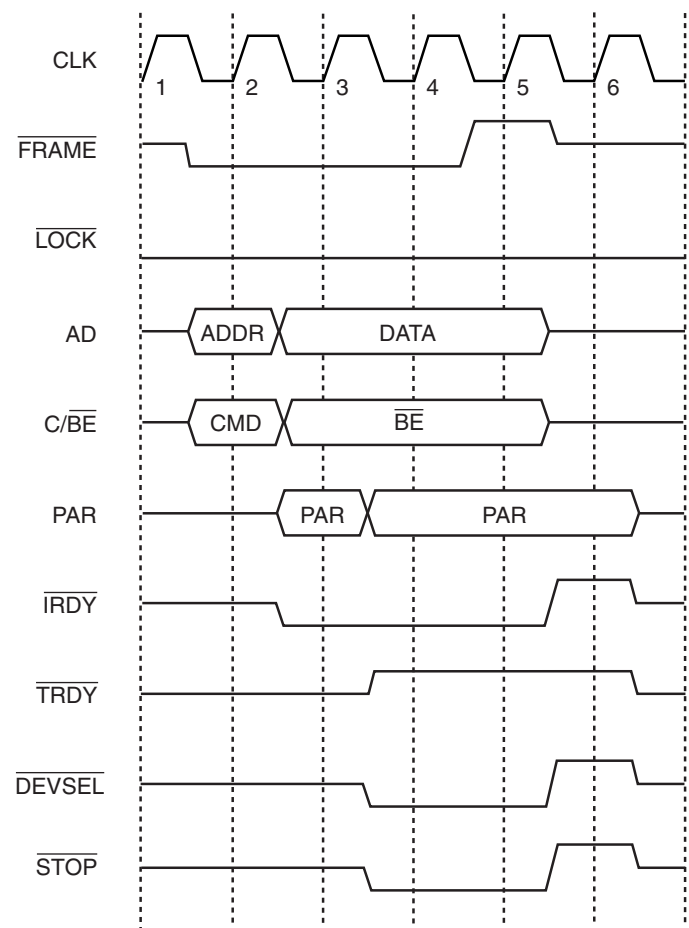 CLK
1 2 3 4 5 6
FRAME
LOCK
AD ADDR DATA
C/BE CMD BE
PAR PAR PAR
IRDY
TRDY
DEVSEL
STOP